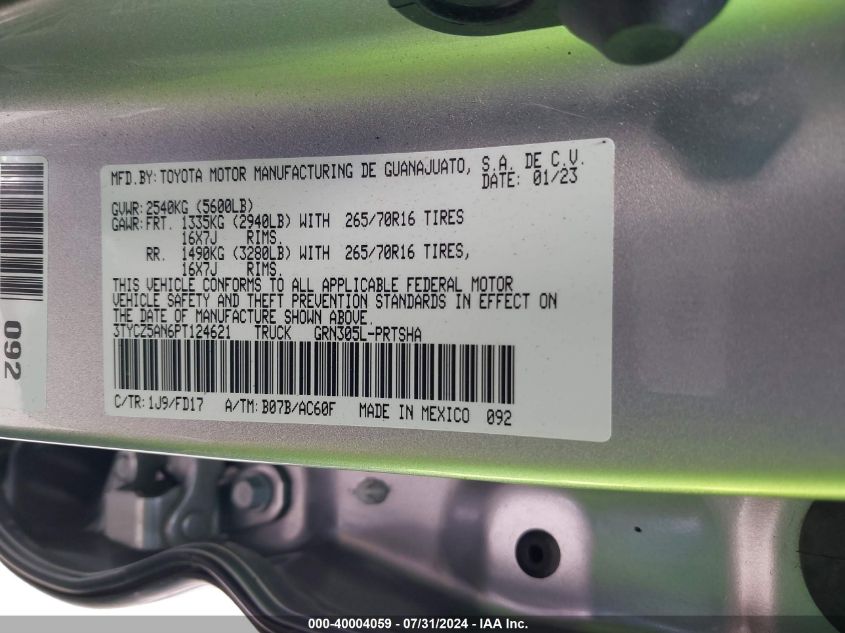 MFD.BY:TOYOTA MOTOR MANUFACTURING DE GUANAJUATO, S.A. DE C.V.
DATE: 01/23
GVWR:2540KG (5600LB)
GAWR:FRT. 1335KG (2940LB) WITH 265/70R16 TIRES
16X7J RIMS,
RR. 1490KG (3280LB) WITH 265/70R16 TIRES,
16X7J RIMS,
THIS VEHICLE CONFORMS TO ALL APPLICABLE FEDERAL MOTOR
VEHICLE SAFETY AND THEFT PREVENTION STANDARDS IN EFFECT ON
THE DATE OF MANUFACTURE SHOWN ABOVE.
3TYCZ5AN6PT124621 TRUCK GRN305L-PRTSHA
C/TR:1J9/FD17 A/TM:B07B/AC60F MADE IN MEXICO 092
092
000-40004059 - 07/31/2024 - IAA Inc.